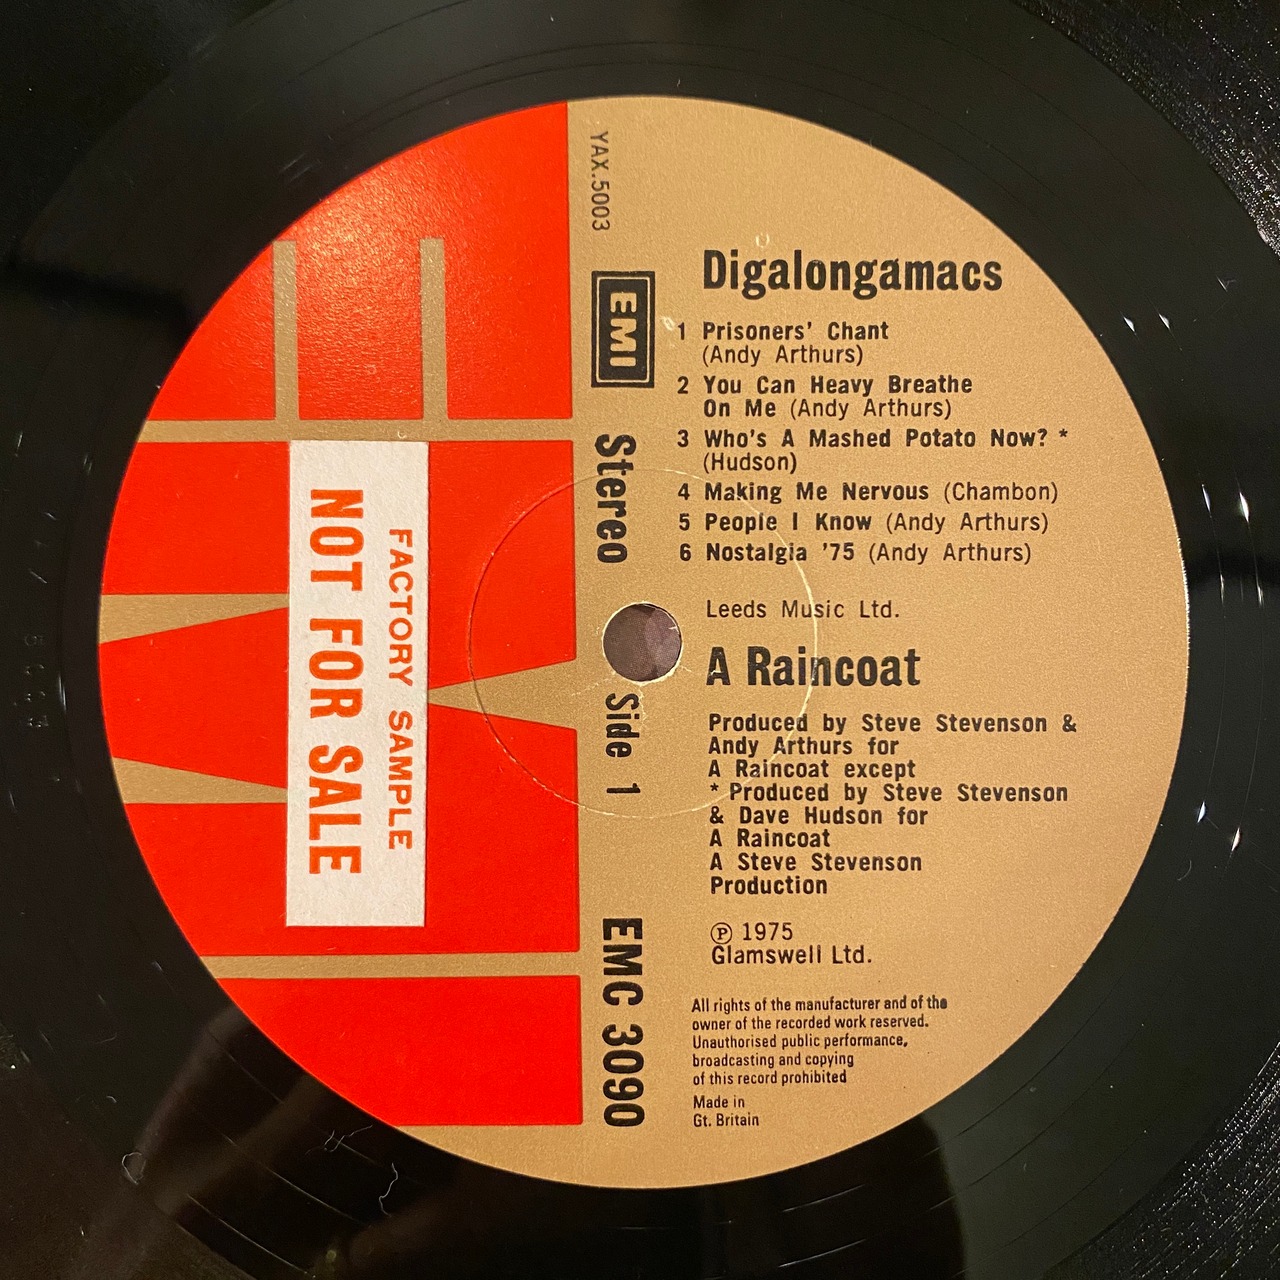 YAX.5003
EMI
Stereo
Side 1
EMC 3090
FACTORY SAMPLE
NOT FOR SALE
Digalongamacs
1 Prisoners' Chant
(Andy Arthurs)
2 You Can Heavy Breathe
On Me (Andy Arthurs)
3 Who's A Mashed Potato Now? *
(Hudson)
4 Making Me Nervous (Chambon)
5 People I Know (Andy Arthurs)
6 Nostalgia '75 (Andy Arthurs)
Leeds Music Ltd.
A Raincoat
Produced by Steve Stevenson &
Andy Arthurs for
A Raincoat except
* Produced by Steve Stevenson
& Dave Hudson for
A Raincoat
A Steve Stevenson
Production
℗ 1975
Glamswell Ltd.
All rights of the manufacturer and of the
owner of the recorded work reserved.
Unauthorised public performance,
broadcasting and copying
of this record prohibited
Made in
Gt. Britain